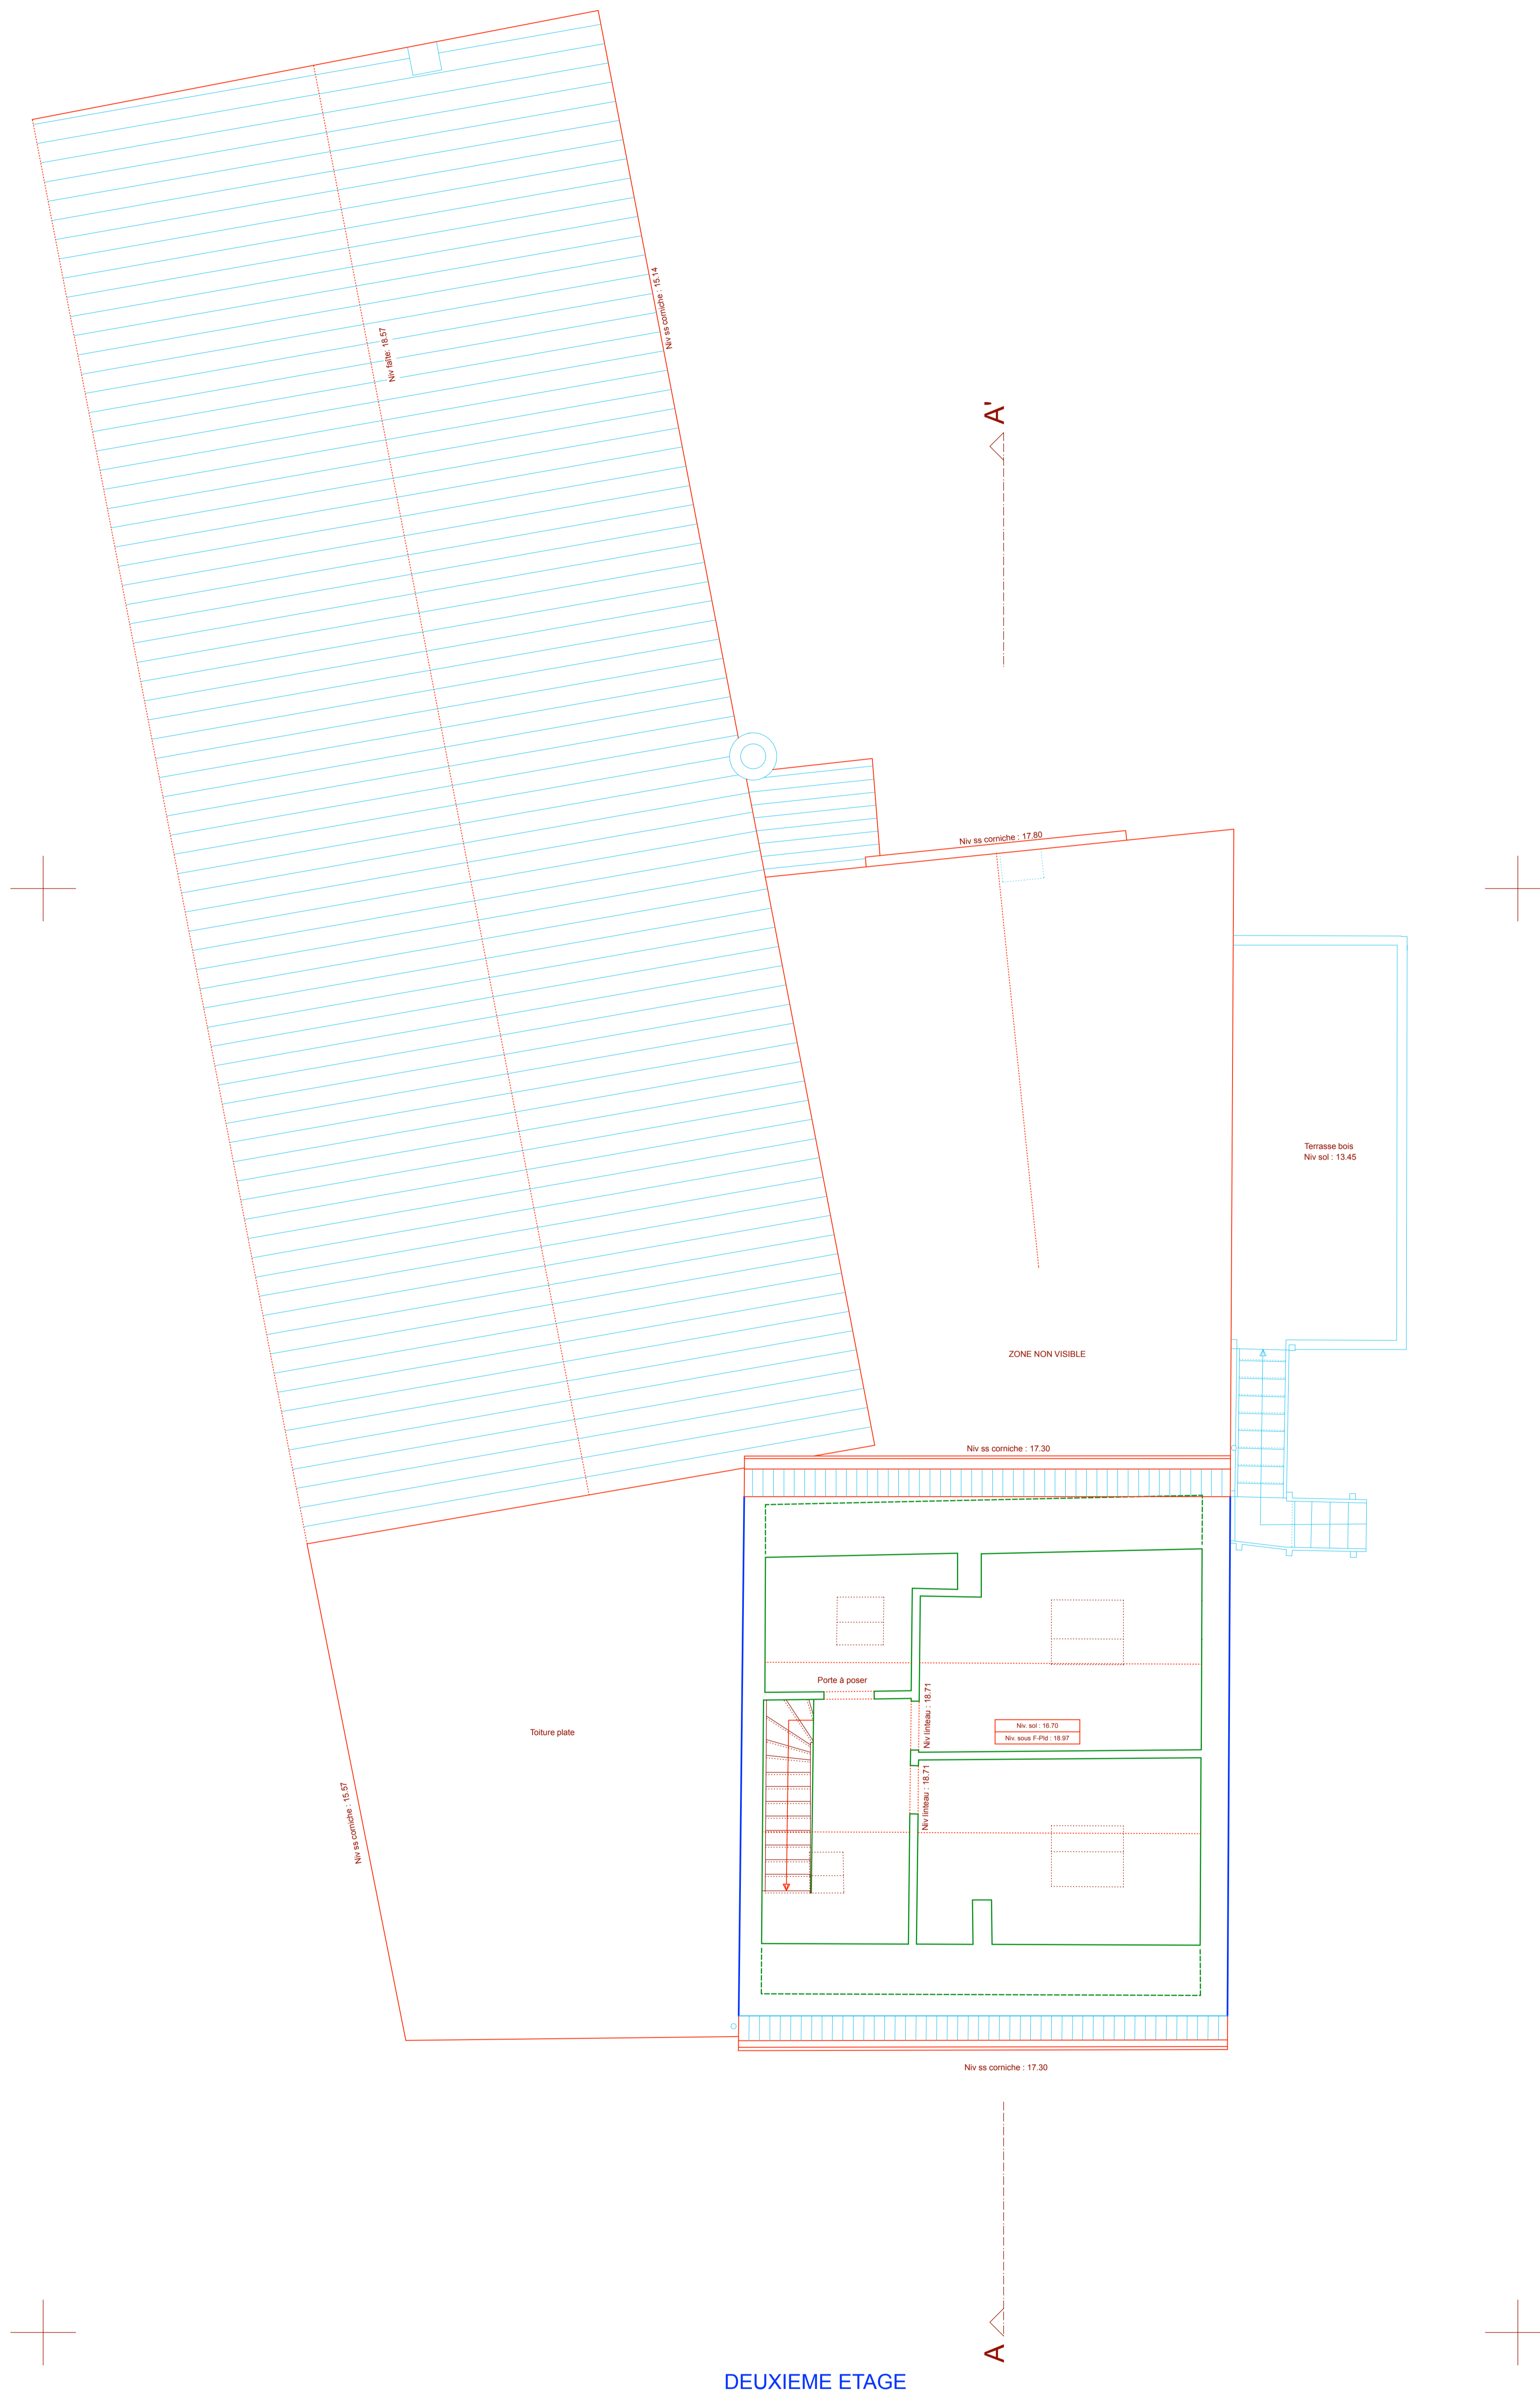 Niv ss corniche : 15.14
Niv faîte: 18.57
A'
Niv ss corniche : 17.80
Terrasse bois
Niv sol : 13.45
ZONE NON VISIBLE
Niv ss corniche : 17.30
Porte à poser
Niv linteau : 18.71
Niv. sol : 16.70
Niv. sous F-Pld : 18.97
Toiture plate
Niv linteau : 18.71
Niv ss corniche : 15.57
Niv ss corniche : 17.30
A
DEUXIEME ETAGE